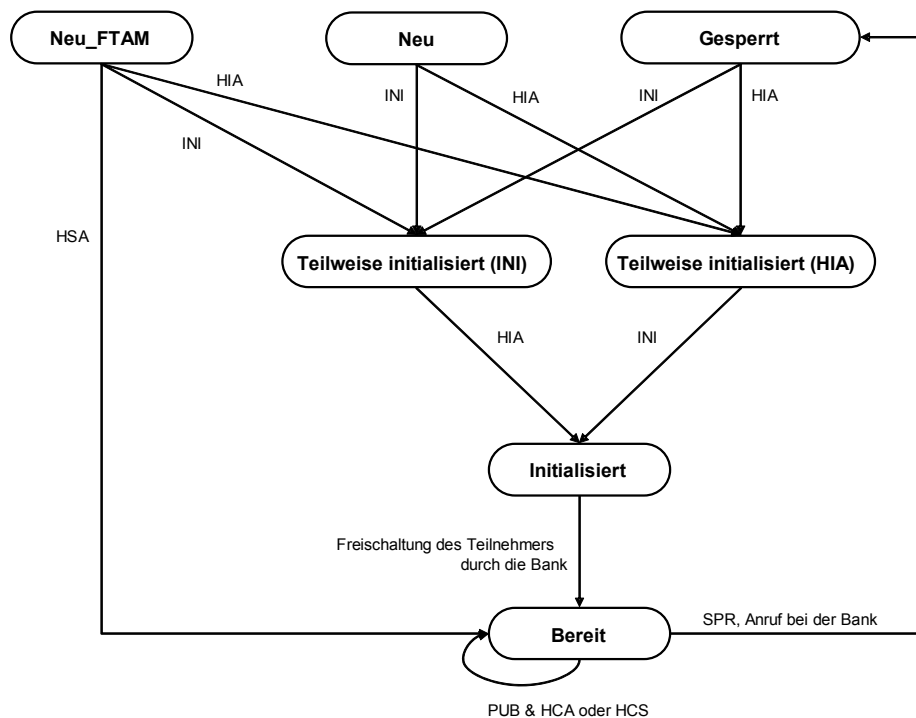 Neu_FTAM
Neu
Gesperrt
HIA
INI
HIA
INI
HIA
INI
HSA
Teilweise initialisiert (INI)
Teilweise initialisiert (HIA)
HIA
INI
Initialisiert
Freischaltung des Teilnehmers
durch die Bank
Bereit
SPR, Anruf bei der Bank
PUB & HCA oder HCS